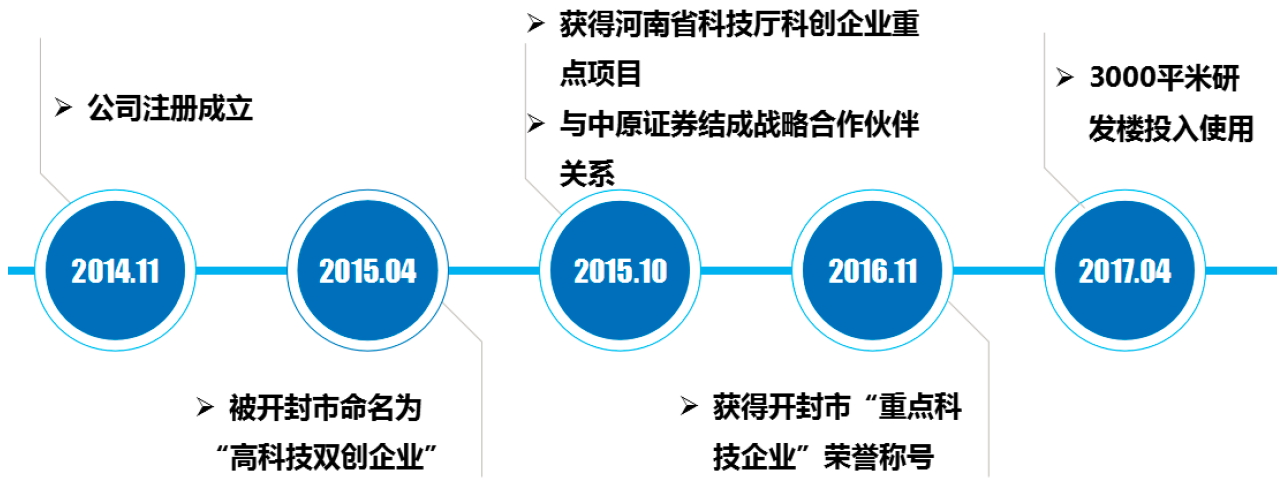 获得河南省科技厅科创企业重
点项目
与中原证券结成战略合作伙伴
关系
公司注册成立
3000平米研
发楼投入使用
2014.11
2015.04
2015.10
2016.11
2017.04
被开封市命名为
“高科技双创企业”
获得开封市“重点科
技企业”荣誉称号